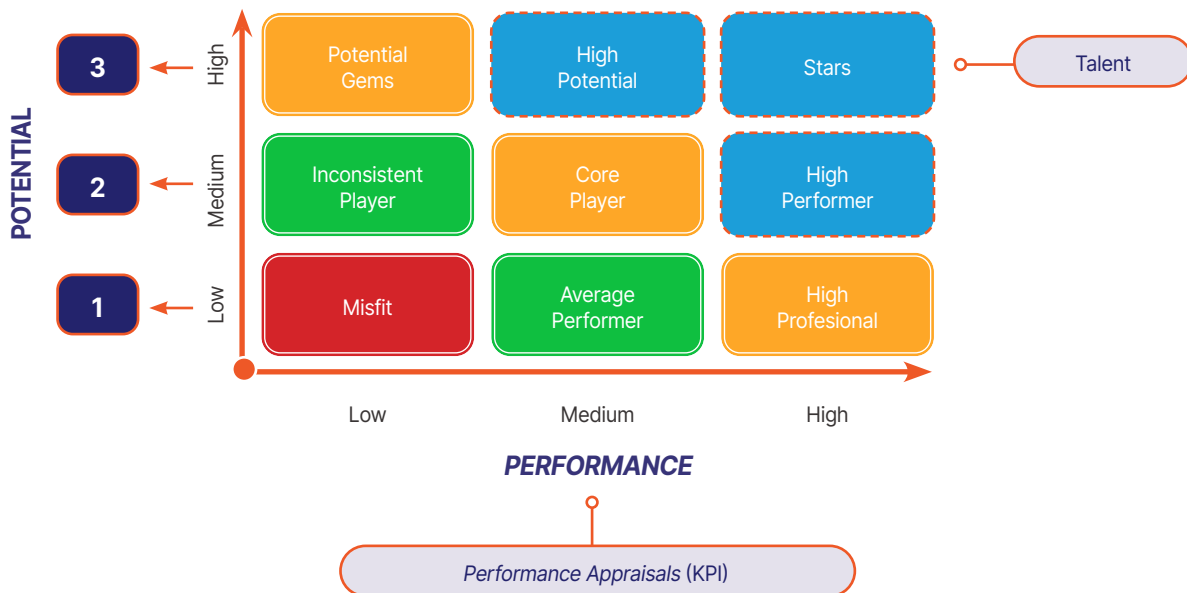 POTENTIAL
3
High
Potential
Gems
High
Potential
Stars
Talent
2
Medium
Inconsistent
Player
Core
Player
High
Performer
1
Low
Misfit
Average
Performer
High
Profesional
Low
Medium
High
PERFORMANCE
Performance Appraisals (KPI)